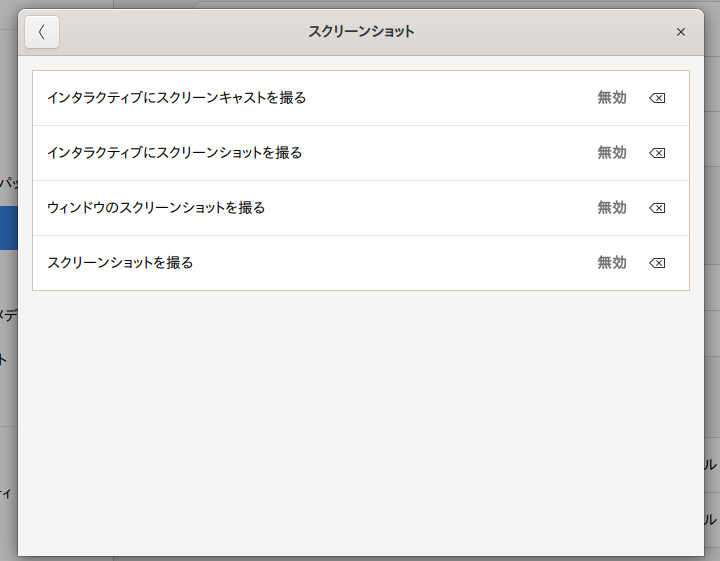 スクリーンショット
インタラクティブにスクリーンキャストを撮る 無効
インタラクティブにスクリーンショットを撮る 無効
ウィンドウのスクリーンショットを撮る 無効
スクリーンショットを撮る 無効
パッ
メデ
ト
ティ
ル
ル